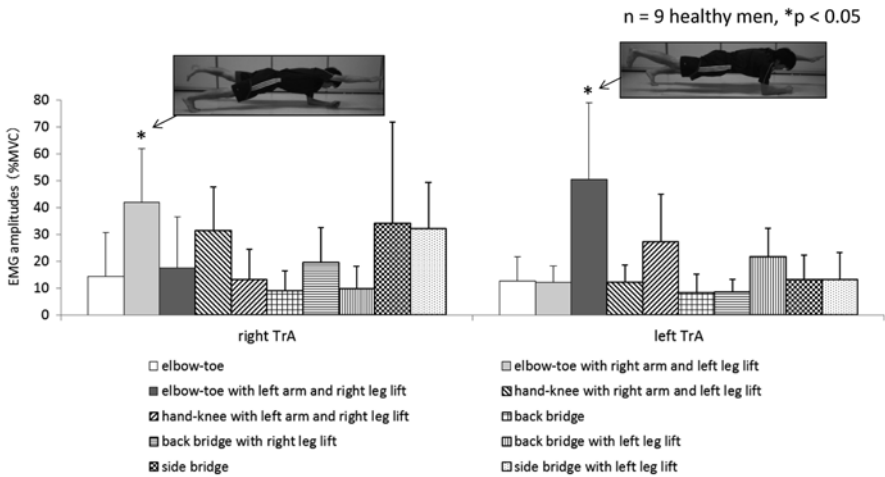 n = 9 healthy men, *p < 0.05
EMG amplitudes (%MVC)
80
70
60
50
40
30
20
10
0
*
*
right TrA
left TrA
elbow-toe
elbow-toe with right arm and left leg lift
elbow-toe with left arm and right leg lift
hand-knee with right arm and left leg lift
hand-knee with left arm and right leg lift
back bridge
back bridge with right leg lift
back bridge with left leg lift
side bridge
side bridge with left leg lift